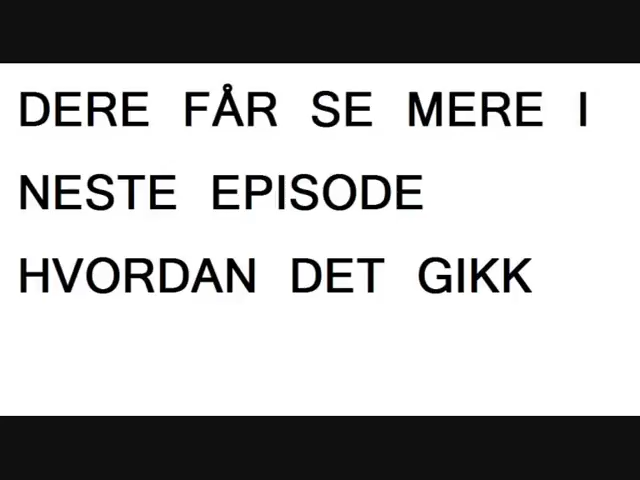 DERE FÅR SE MERE I
NESTE EPISODE
HVORDAN DET GIKK